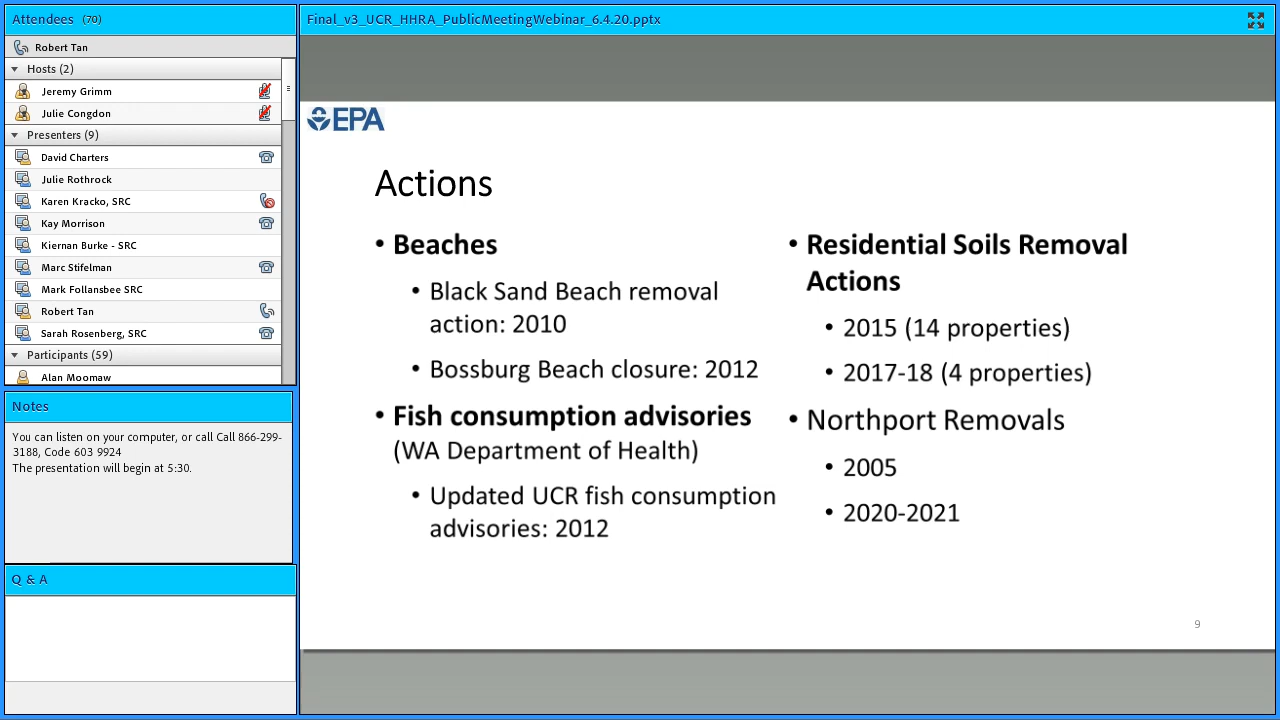 Attendees (70)
Robert Tan
Hosts (2)
Jeremy Grimm
Julie Congdon
Presenters (9)
David Charters
Julie Rothrock
Karen Kracko, SRC
Kay Morrison
Kiernan Burke - SRC
Marc Stifelman
Mark Follansbee SRC
Robert Tan
Sarah Rosenberg, SRC
Participants (59)
Alan Moomaw
Notes
You can listen on your computer, or call Call 866-299-
3188, Code 603 9924
The presentation will begin at 5:30.
Q & A
Final_v3_UCR_HHRA_PublicMeetingWebinar_6.4.20.pptx
EPA
Actions
• Beaches
• Black Sand Beach removal
action: 2010
• Bossburg Beach closure: 2012
• Fish consumption advisories
(WA Department of Health)
• Updated UCR fish consumption
advisories: 2012
• Residential Soils Removal
Actions
• 2015 (14 properties)
• 2017-18 (4 properties)
• Northport Removals
• 2005
• 2020-2021
9